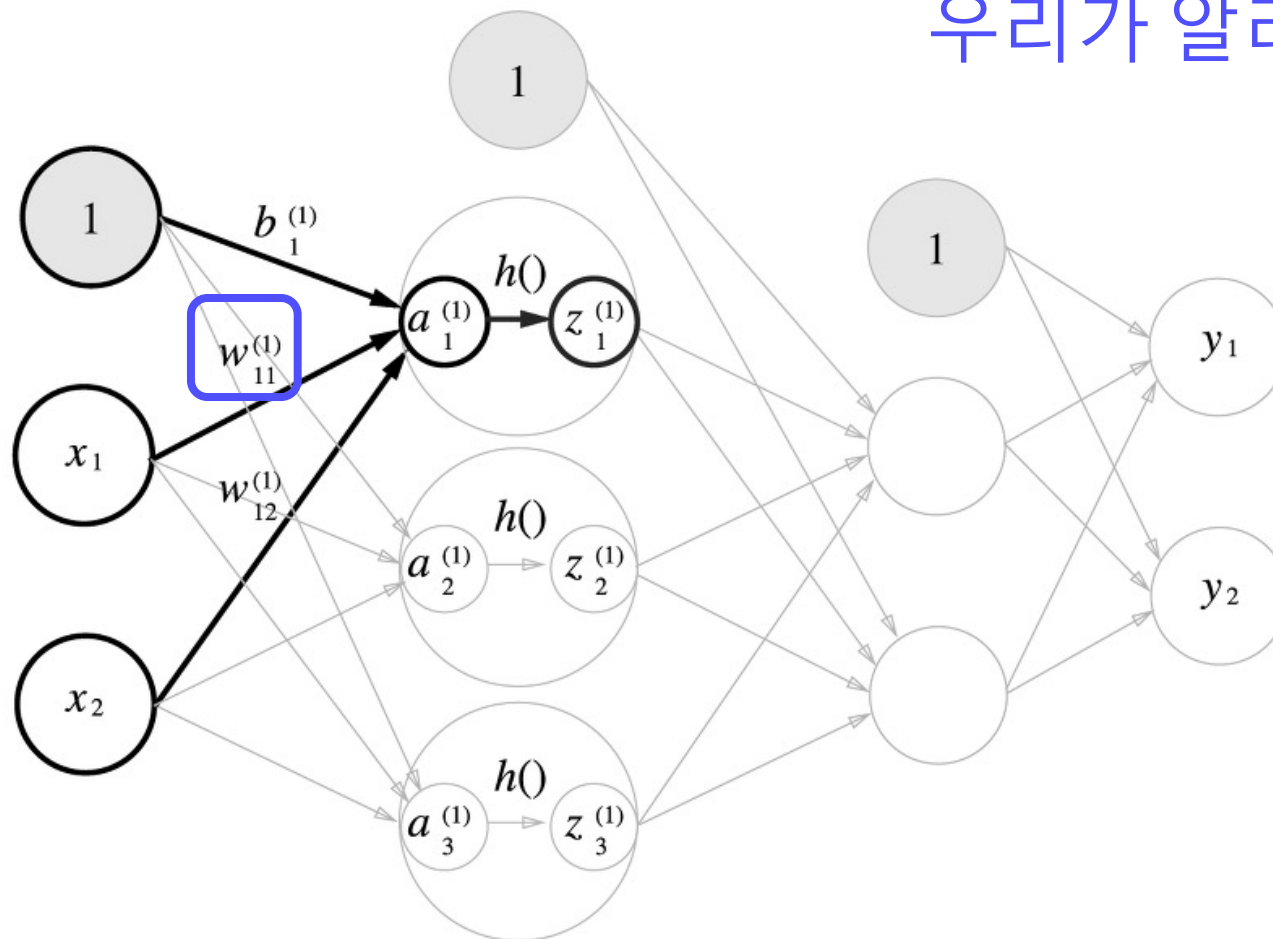 우리가 알려
1
1
b₁⁽¹⁾
h()
1
a₁⁽¹⁾
z₁⁽¹⁾
w₁₁⁽¹⁾
y₁
x₁
w₁₂⁽¹⁾
h()
a₂⁽¹⁾
z₂⁽¹⁾
y₂
x₂
h()
a₃⁽¹⁾
z₃⁽¹⁾